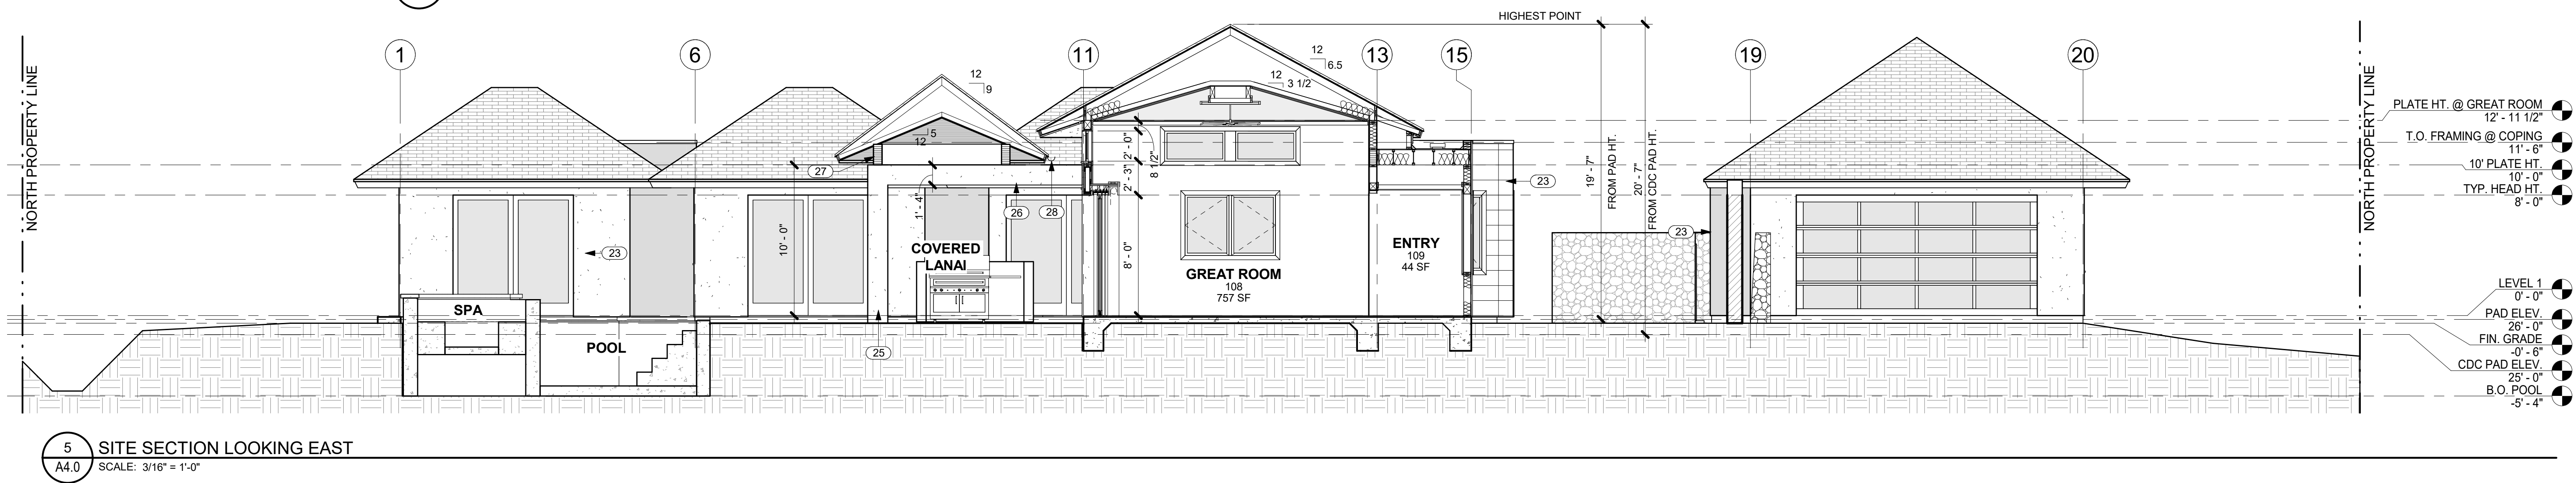 HIGHEST POINT
1
6
11
13
15
19
20
NORTH PROPERTY LINE
NORTH PROPERTY LINE
12
9
12
6.5
12
3 1/2
5
12
PLATE HT. @ GREAT ROOM
12' - 11 1/2"
T.O. FRAMING @ COPING
11' - 6"
10' PLATE HT.
10' - 0"
TYP. HEAD HT.
8' - 0"
27
26
28
23
23
23
25
1' - 4"
10' - 0"
2' - 0"
8 1/2"
2' - 3"
8' - 0"
19' - 7"
FROM PAD HT.
20' - 7"
FROM CDC PAD HT.
COVERED
LANAI
GREAT ROOM
108
757 SF
ENTRY
109
44 SF
SPA
POOL
LEVEL 1
0' - 0"
PAD ELEV.
26' - 0"
FIN. GRADE
-0' - 6"
CDC PAD ELEV.
25' - 0"
B.O. POOL
-5' - 4"
5
A4.0
SITE SECTION LOOKING EAST
SCALE: 3/16" = 1'-0"